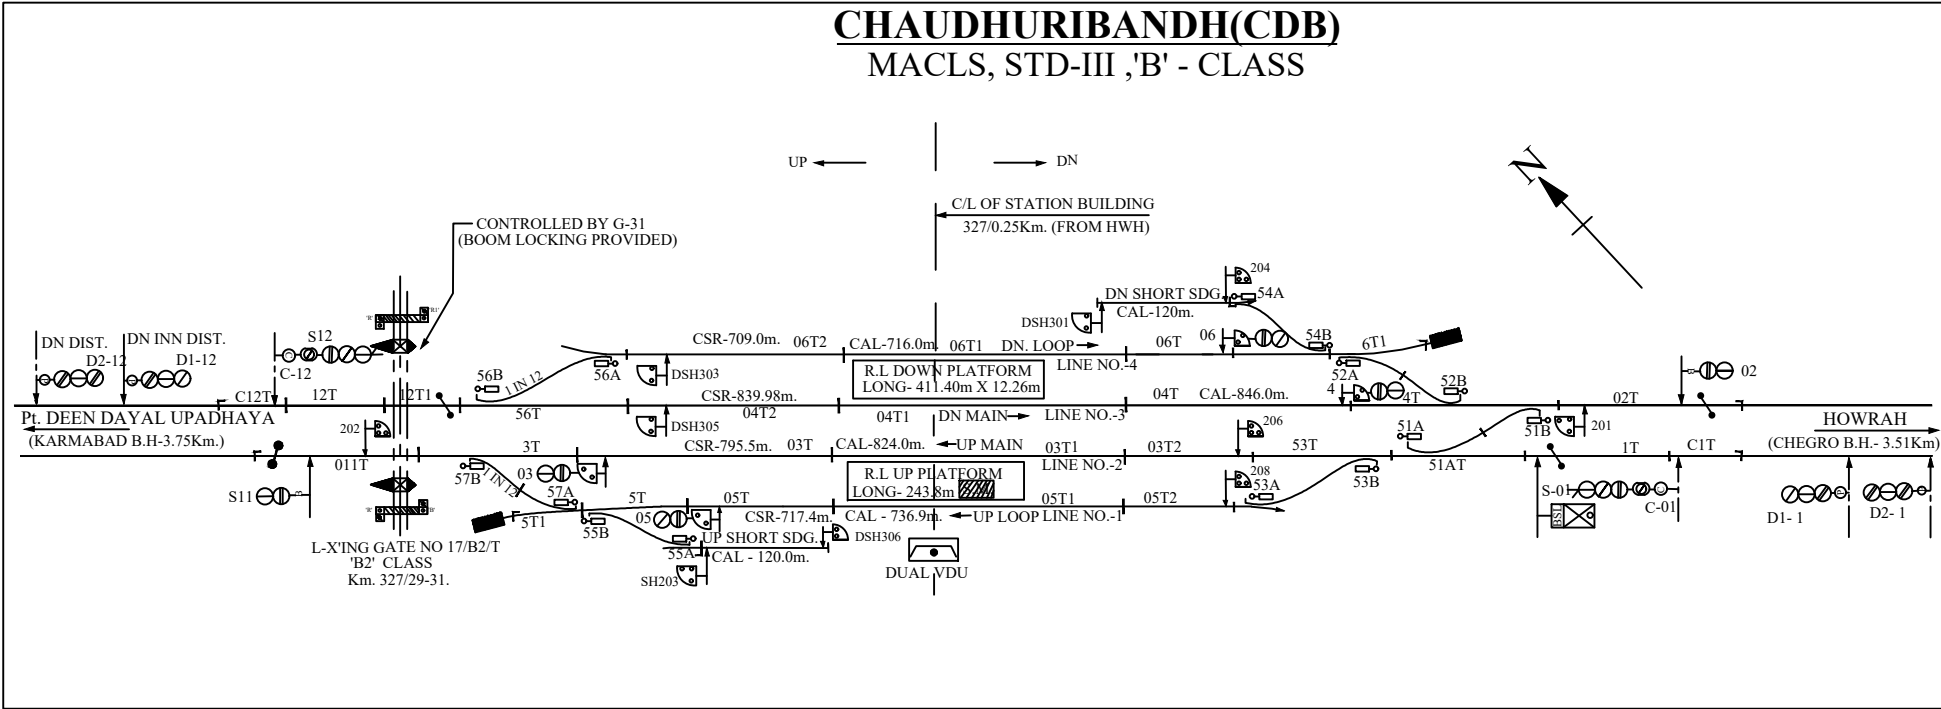 CHAUDHURIBANDH(CDB)
MACLS, STD-III ,'B' - CLASS
UP
DN
N
C/L OF STATION BUILDING
327/0.25Km. (FROM HWH)
CONTROLLED BY G-31
(BOOM LOCKING PROVIDED)
204
DN SHORT SDG.
54A
CAL-120m.
DSH301
DN DIST.
D2-12
DN INN DIST.
D1-12
S12
C-12
CSR-709.0m.
06T2
CAL-716.0m.
06T1
DN. LOOP
06T
06
54B
6T1
LINE NO.-4
R.L DOWN PLATFORM
LONG- 411.40m X 12.26m
56B
1 IN 12
56A
DSH303
52A
52B
02
C12T
12T
12T1
56T
CSR-839.98m.
04T2
04T1
DN MAIN
LINE NO.-3
04T
CAL-846.0m.
4
4T
02T
Pt. DEEN DAYAL UPADHAYA
(KARMABAD B.H-3.75Km.)
HOWRAH
(CHEGRO B.H.- 3.51Km)
202
DSH305
206
51A
51B
201
011T
3T
CSR-795.5m.
03T
CAL-824.0m.
UP MAIN
03T1
LINE NO.-2
03T2
53T
51AT
1T
C1T
57B
1 IN 12
03
57A
R.L UP PLATFORM
LONG- 243.8m
S.M
208
53A
53B
S11
S-01
C-01
BSL
D1- 1
D2- 1
5T1
55B
5T
05
05T
CSR-717.4m.
CAL - 736.9m.
UP LOOP
LINE NO.-1
05T1
05T2
UP SHORT SDG.
CAL - 120.0m.
55A
DSH306
SH203
DUAL VDU
L-X'ING GATE NO 17/B2/T
'B2' CLASS
Km. 327/29-31.